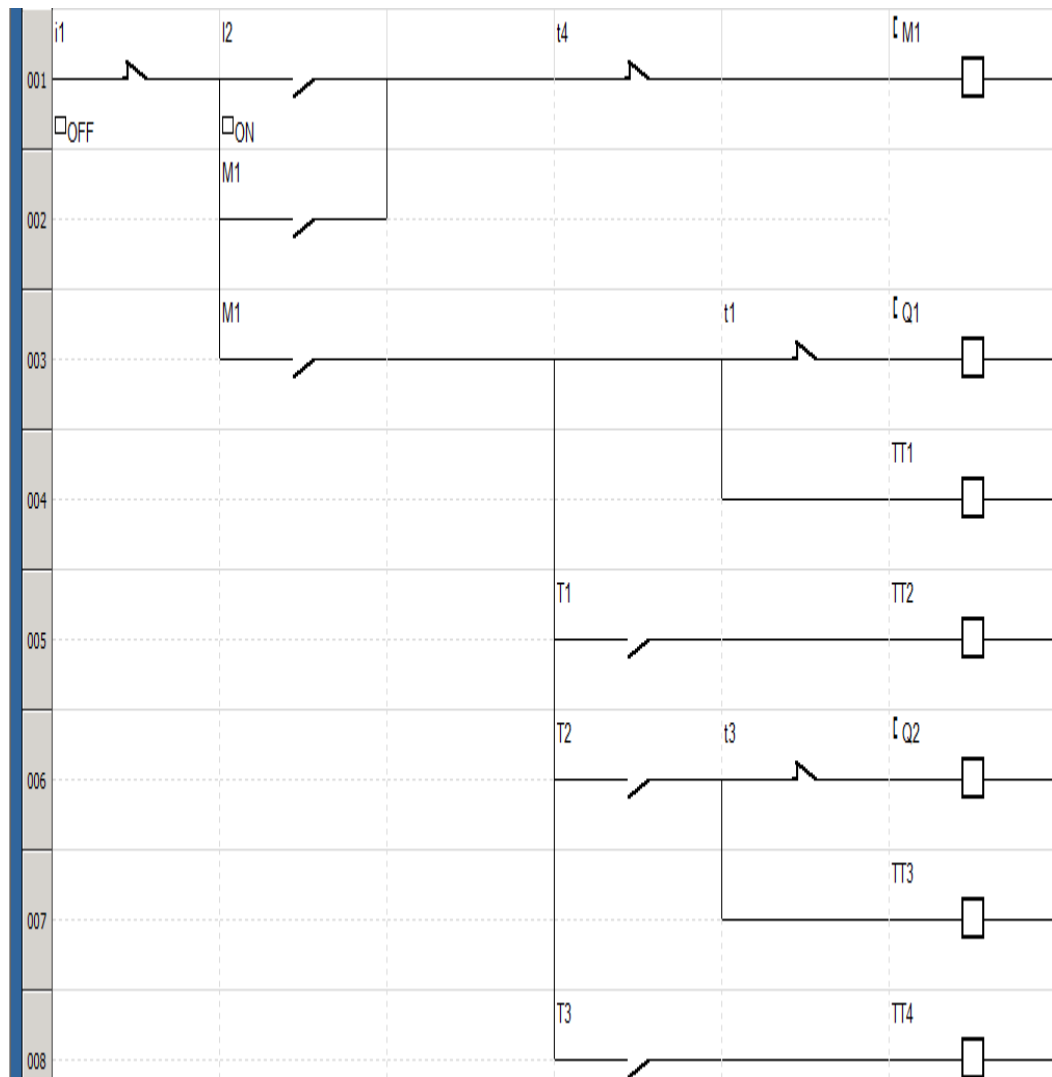 i1 I2 t4 [ M1
001
OFF ON
M1
002
M1 t1 [ Q1
003
TT1
004
T1 TT2
005
T2 t3 [ Q2
006
TT3
007
T3 TT4
008